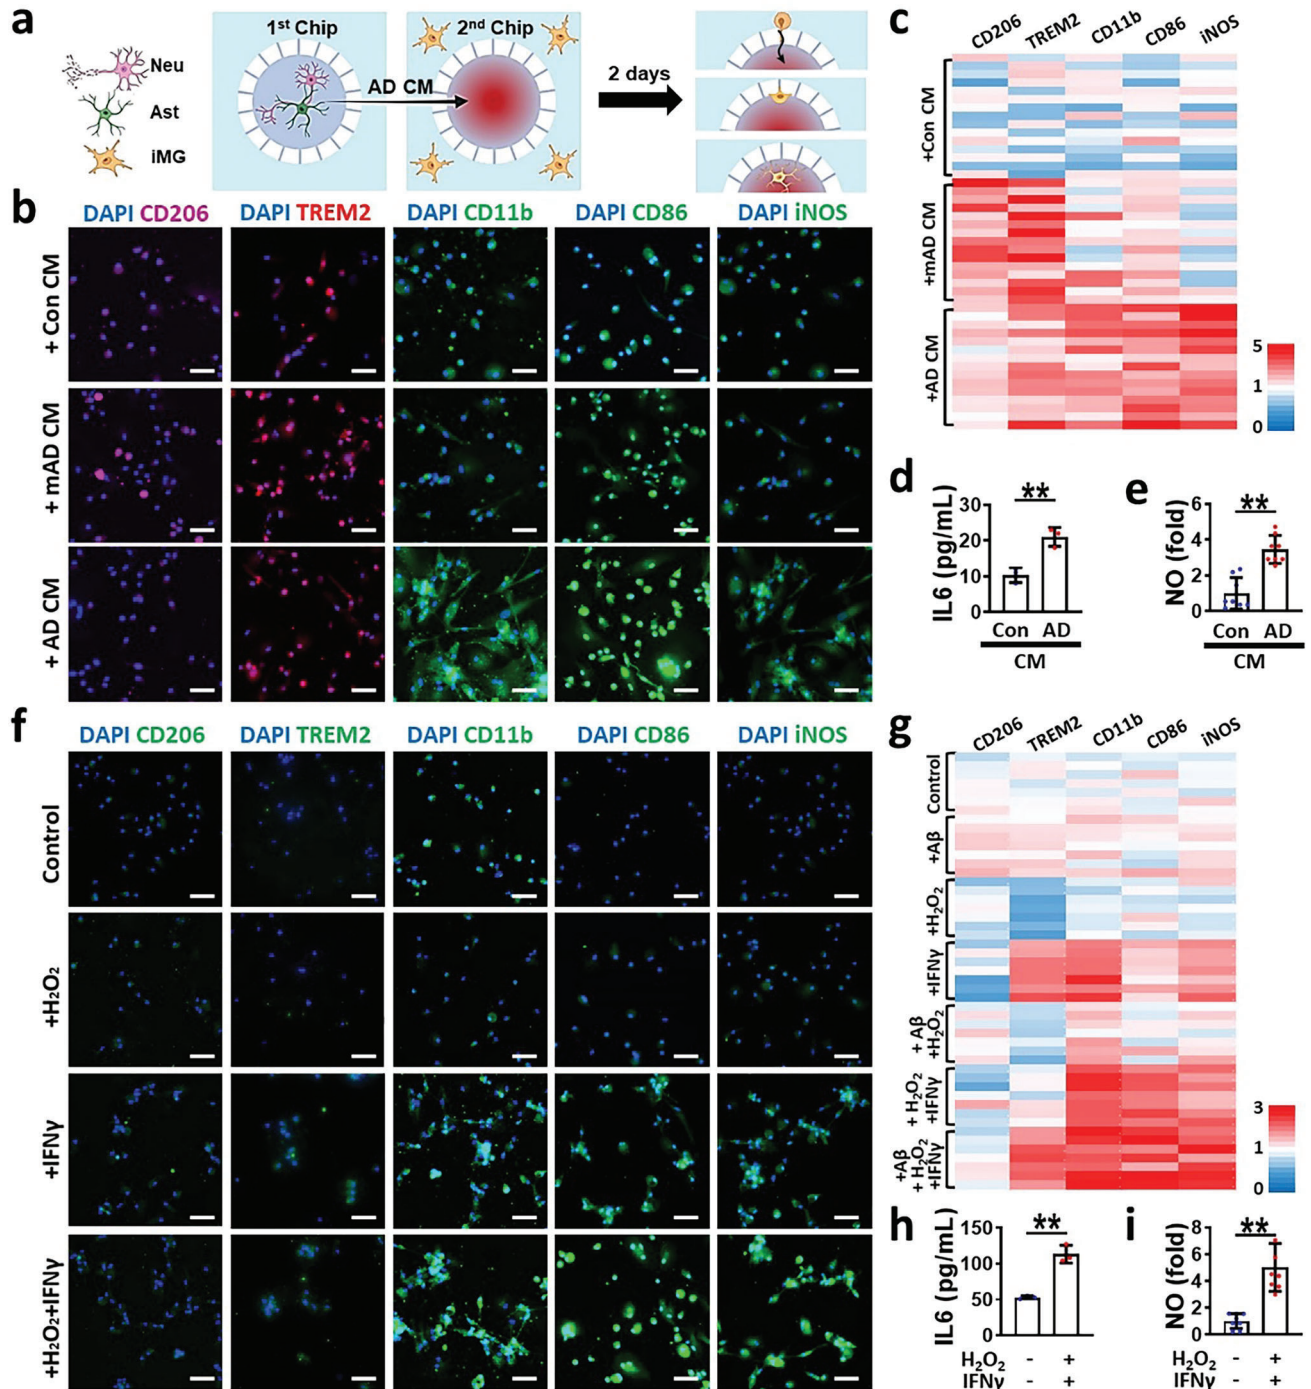 a
Neu
Ast
iMG
1st Chip
AD CM
2nd Chip
2 days
b
DAPI CD206
DAPI TREM2
DAPI CD11b
DAPI CD86
DAPI iNOS
+ Con CM
+ mAD CM
+ AD CM
c
CD206
TREM2
CD11b
CD86
iNOS
+Con CM
+mAD CM
+AD CM
5
1
0
d
IL6 (pg/mL)
30
20
10
0
**
Con
AD
CM
e
NO (fold)
6
4
2
0
**
Con
AD
CM
f
DAPI CD206
DAPI TREM2
DAPI CD11b
DAPI CD86
DAPI iNOS
Control
+H₂O₂
+IFNγ
+H₂O₂+IFNγ
g
CD206
TREM2
CD11b
CD86
iNOS
Control
+Aβ
+H₂O₂
+IFNγ
+ Aβ
+H₂O₂
+ H₂O₂
+IFNγ
+Aβ
+ H₂O₂
+IFNγ
3
1
0
h
IL6 (pg/mL)
150
100
50
0
**
H₂O₂ - +
IFNγ - +
i
NO (fold)
8
6
4
2
0
**
H₂O₂ - +
IFNγ - +